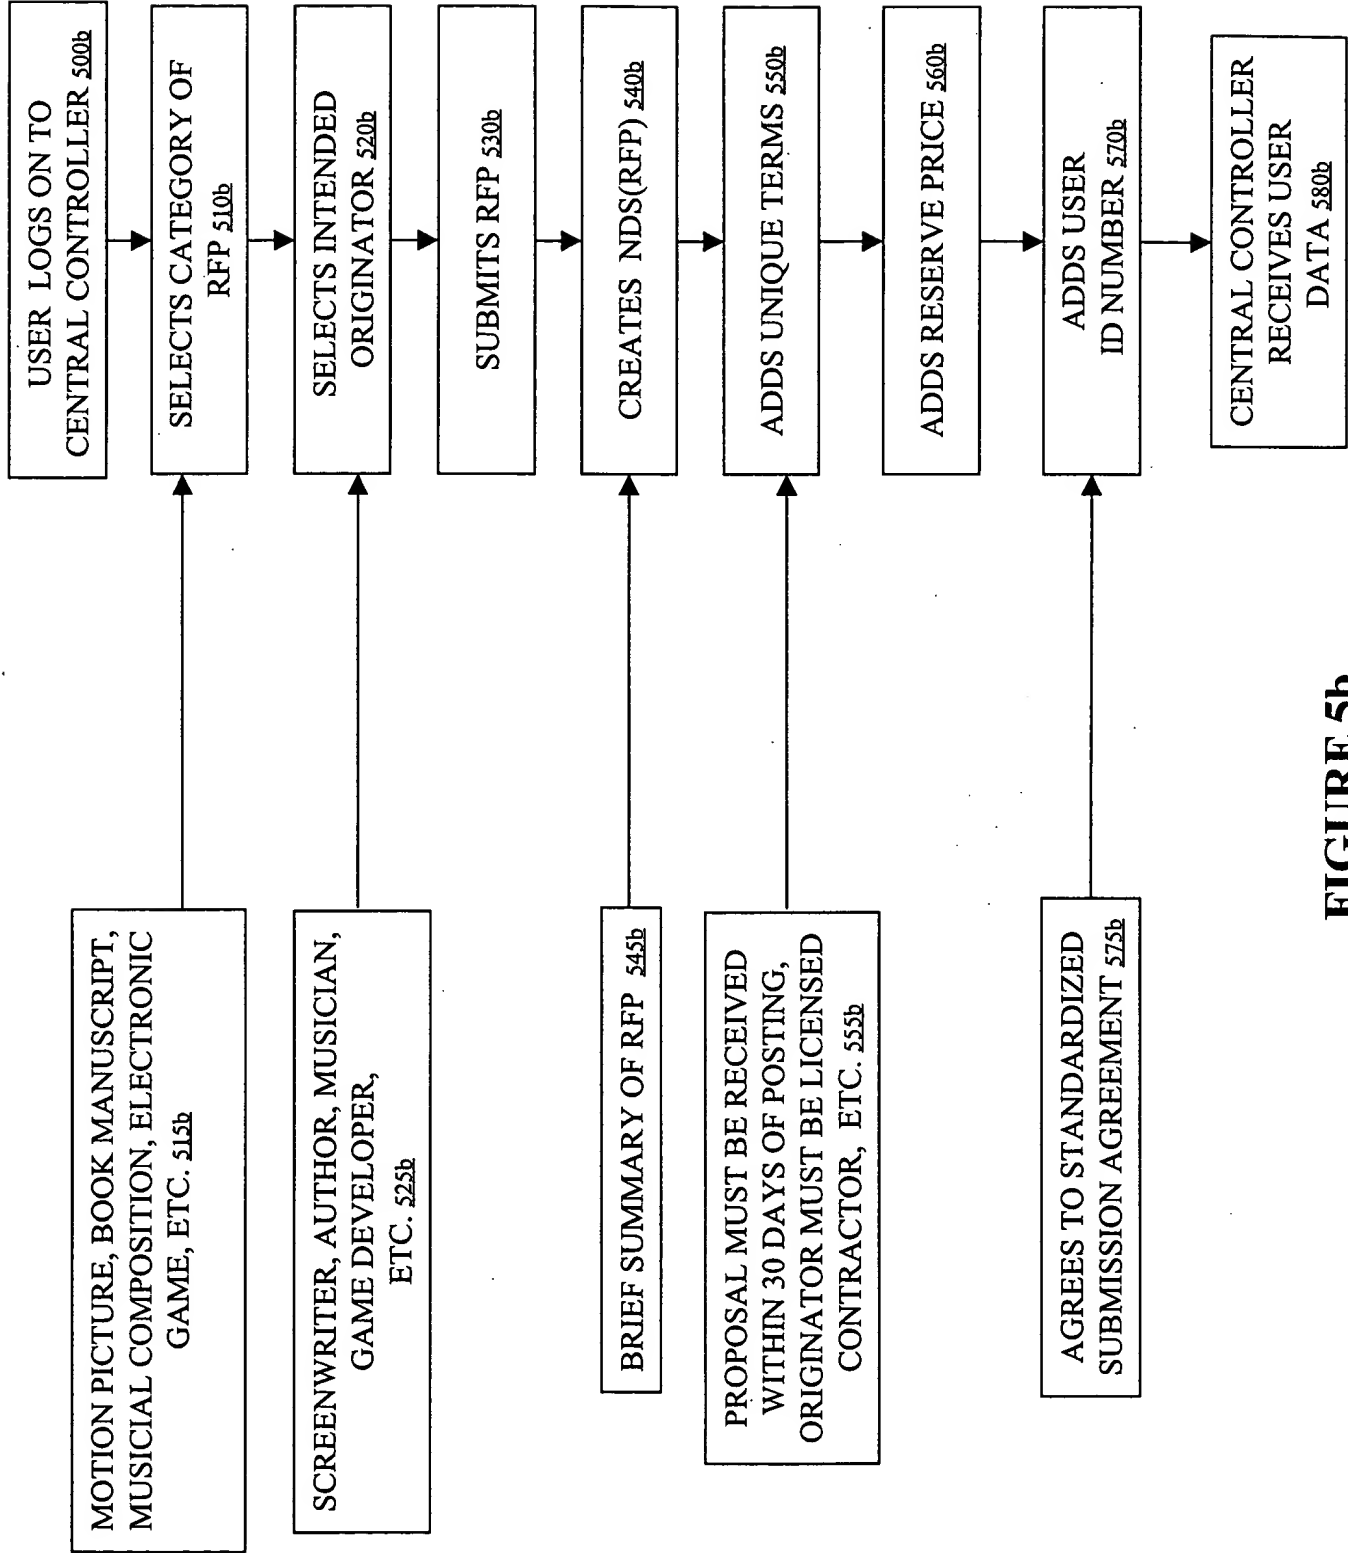 USER LOGS ON TO
CENTRAL CONTROLLER 500b
SELECTS CATEGORY OF
RFP 510b
MOTION PICTURE, BOOK MANUSCRIPT,
MUSICIAL COMPOSITION, ELECTRONIC
GAME, ETC. 515b
SELECTS INTENDED
ORIGINATOR 520b
SCREENWRITER, AUTHOR, MUSICIAN,
GAME DEVELOPER,
ETC. 525b
SUBMITS RFP 530b
CREATES NDS(RFP) 540b
BRIEF SUMMARY OF RFP 545b
ADDS UNIQUE TERMS 550b
PROPOSAL MUST BE RECEIVED
WITHIN 30 DAYS OF POSTING,
ORIGINATOR MUST BE LICENSED
CONTRACTOR, ETC. 555b
ADDS RESERVE PRICE 560b
ADDS USER
ID NUMBER 570b
AGREES TO STANDARDIZED
SUBMISSION AGREEMENT 575b
CENTRAL CONTROLLER
RECEIVES USER
DATA 580b
FIGURE 5b